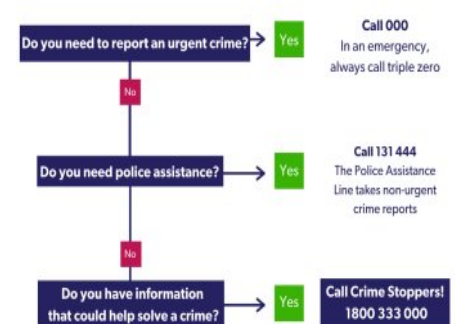 Call 000
Do you need to report an urgent crime?
Yes
In an emergency,
always call triple zero
No
Call 131 444
Do you need police assistance?
Yes
The Police Assistance
Line takes non-urgent
crime reports
No
Do you have information
that could help solve a crime?
Yes
Call Crime Stoppers!
1800 333 000